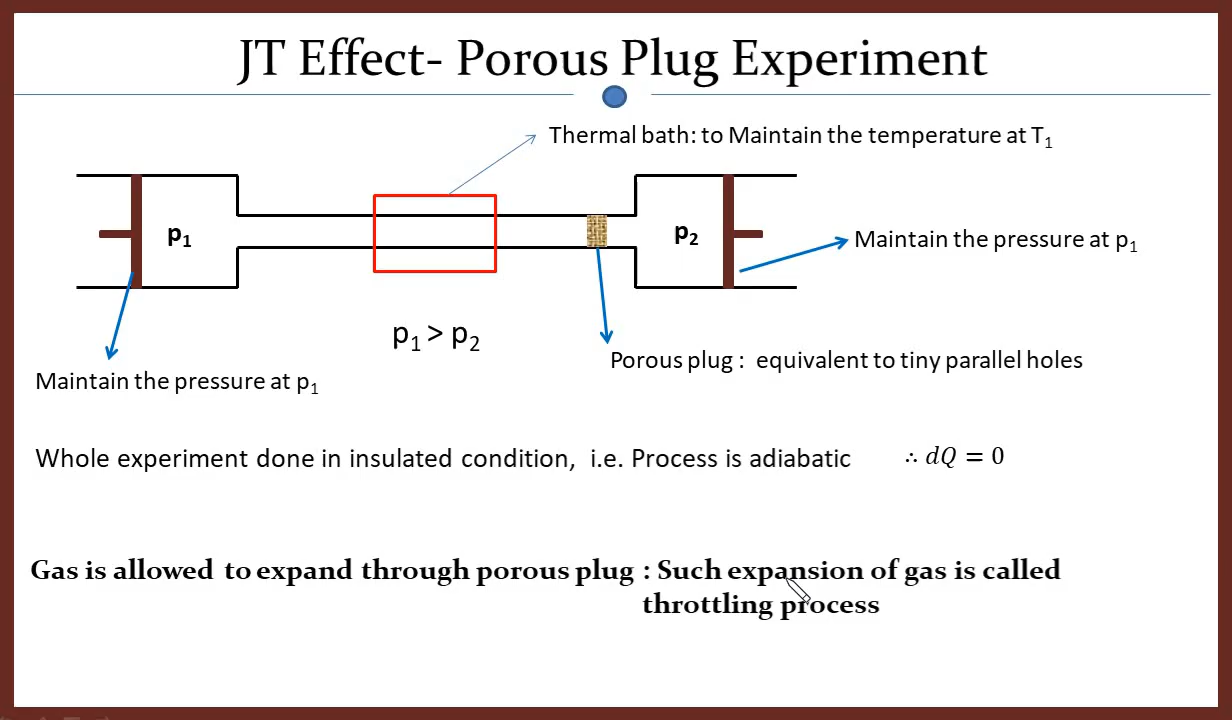 JT Effect- Porous Plug Experiment
Thermal bath: to Maintain the temperature at T₁
p₁
p₂
Maintain the pressure at p₁
p₁ > p₂
Porous plug : equivalent to tiny parallel holes
Maintain the pressure at p₁
Whole experiment done in insulated condition, i.e. Process is adiabatic ∴ dQ = 0
Gas is allowed to expand through porous plug : Such expansion of gas is called
throttling process